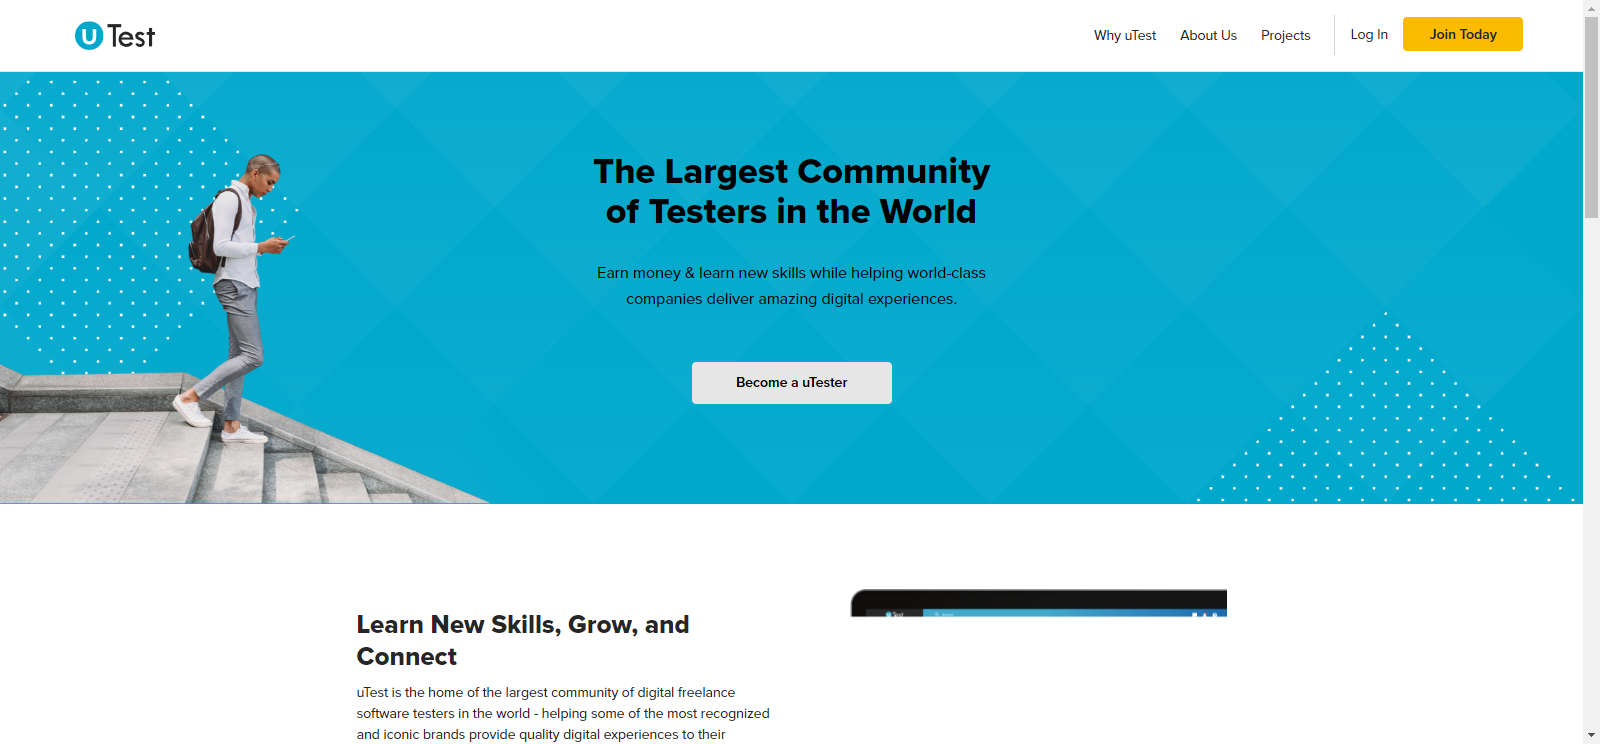 uTest
Why uTest
About Us
Projects
Log In
Join Today
The Largest Community
of Testers in the World
Earn money & learn new skills while helping world-class
companies deliver amazing digital experiences.
Become a uTester
Learn New Skills, Grow, and
Connect
uTest is the home of the largest community of digital freelance
software testers in the world - helping some of the most recognized
and iconic brands provide quality digital experiences to their
uTest